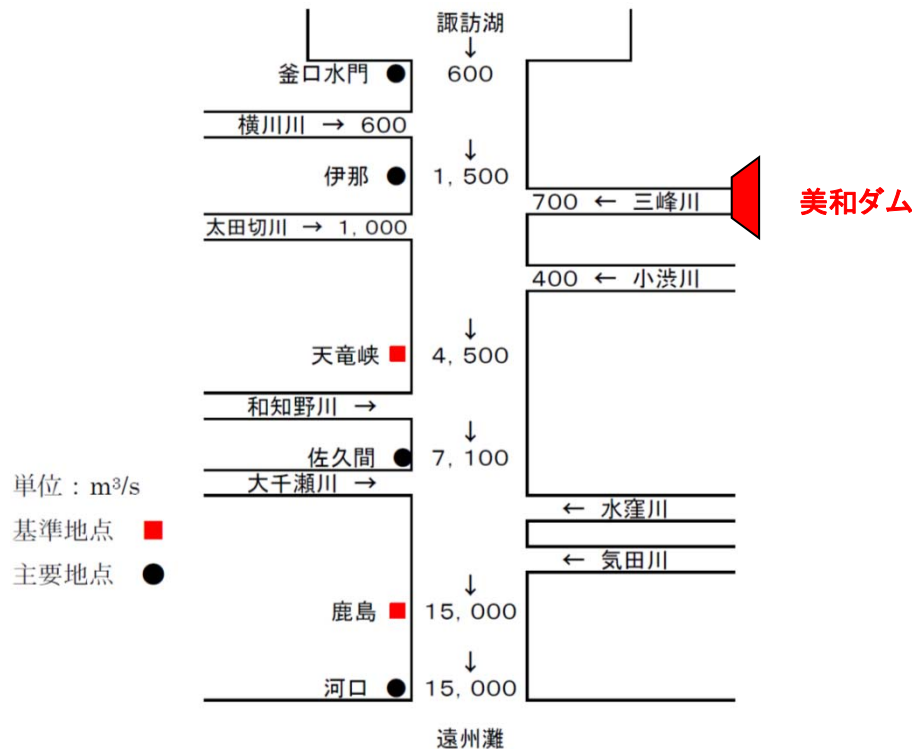 諏訪湖
↓
釜口水門 ● 600
横川川 → 600
↓
伊那 ● 1,500
700 ← 三峰川
美和ダム
太田切川 → 1,000
400 ← 小渋川
↓
天竜峡 ■ 4,500
和知野川 →
↓
佐久間 ● 7,100
大千瀬川 →
単位：m³/s
← 水窪川
基準地点 ■
← 気田川
主要地点 ●
↓
鹿島 ■ 15,000
↓
河口 ● 15,000
遠州灘